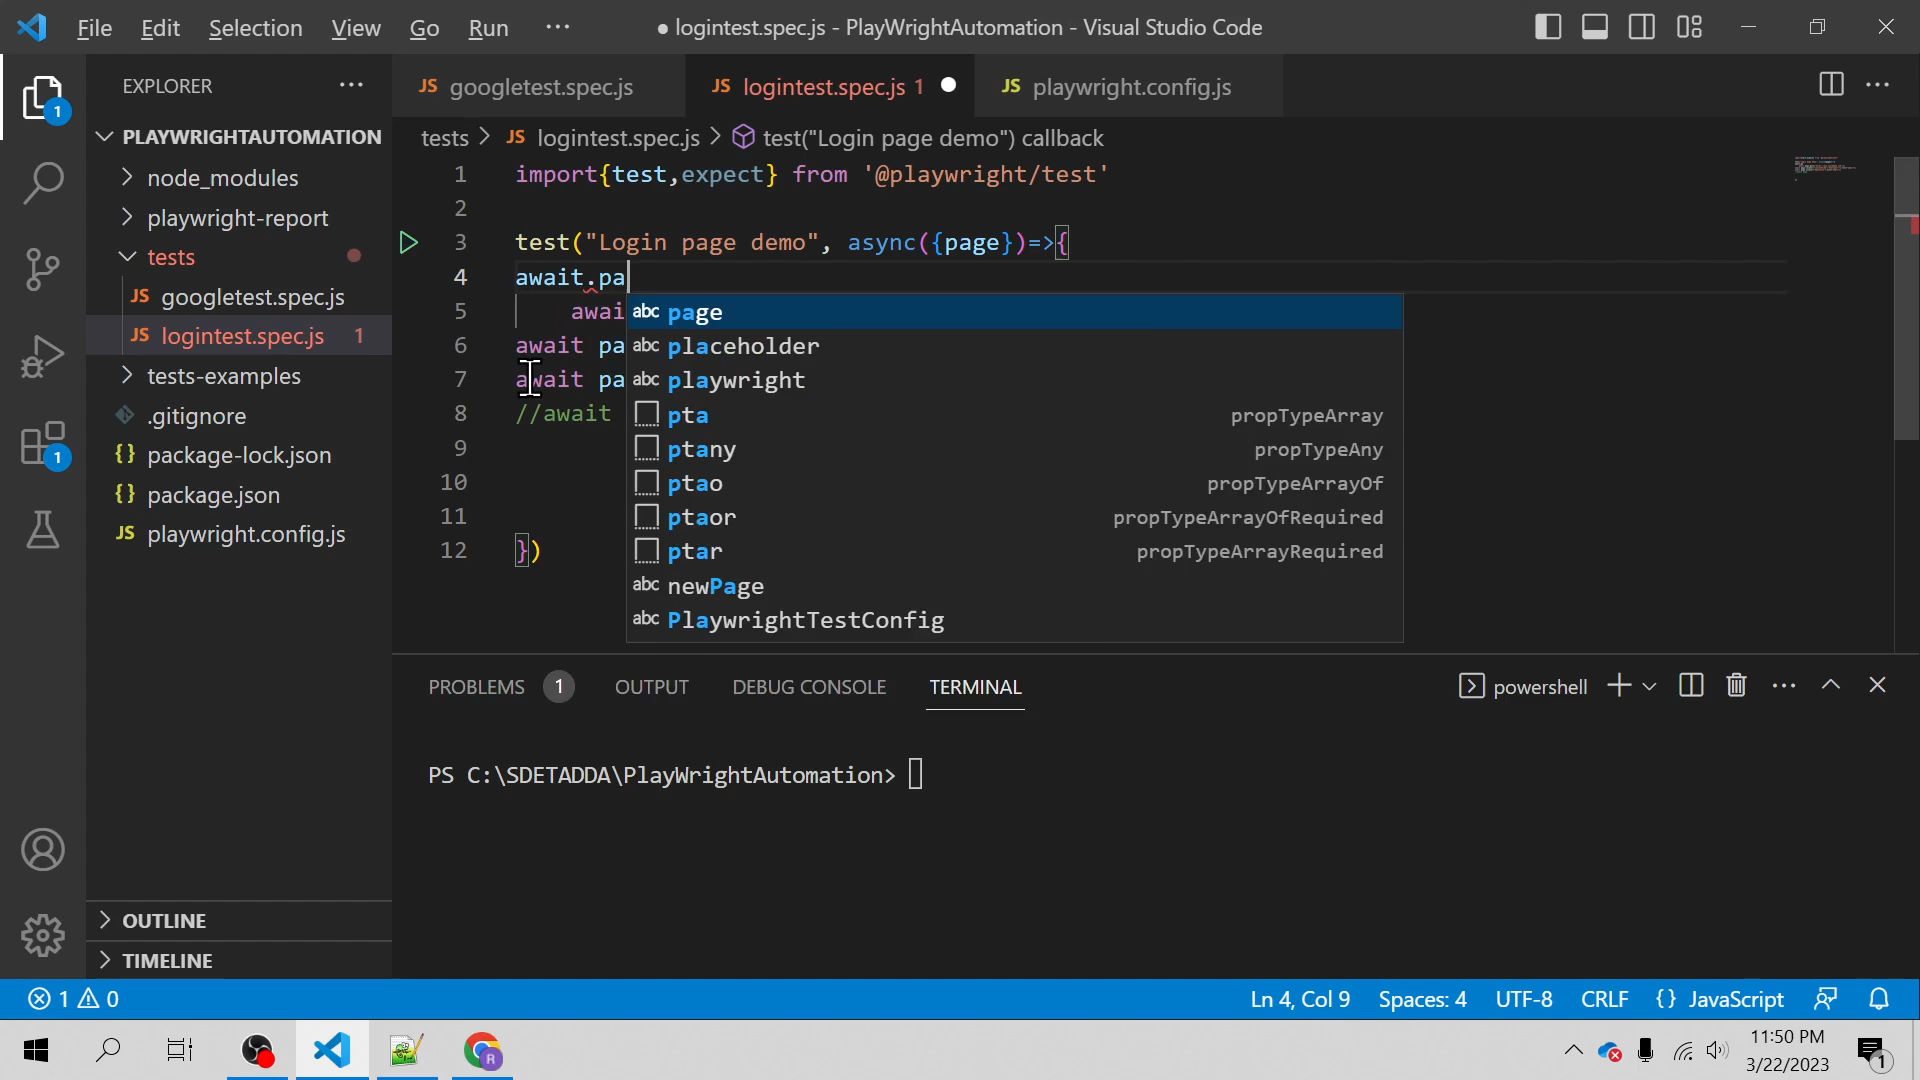 File Edit Selection View Go Run ··· ● logintest.spec.js - PlayWrightAutomation - Visual Studio Code
EXPLORER ···
JS googletest.spec.js JS logintest.spec.js 1 JS playwright.config.js
1
PLAYWRIGHTAUTOMATION
node_modules
playwright-report
tests
JS googletest.spec.js
JS logintest.spec.js 1
tests-examples
.gitignore
{} package-lock.json
{} package.json
JS playwright.config.js
1
OUTLINE
TIMELINE
tests > JS logintest.spec.js > test("Login page demo") callback
1 import{test,expect} from '@playwright/test'
2
3 test("Login page demo", async({page})=>{
4 await.pa
5 awai
6 await pa
7 await pa
8 //await
9
10
11
12 })
abc page
abc placeholder
abc playwright
pta propTypeArray
ptany propTypeAny
ptao propTypeArrayOf
ptaor propTypeArrayOfRequired
ptar propTypeArrayRequired
abc newPage
abc PlaywrightTestConfig
PROBLEMS 1 OUTPUT DEBUG CONSOLE TERMINAL powershell
PS C:\SDETADDA\PlayWrightAutomation>
1 0 Ln 4, Col 9 Spaces: 4 UTF-8 CRLF {} JavaScript
R
11:50 PM
3/22/2023
1